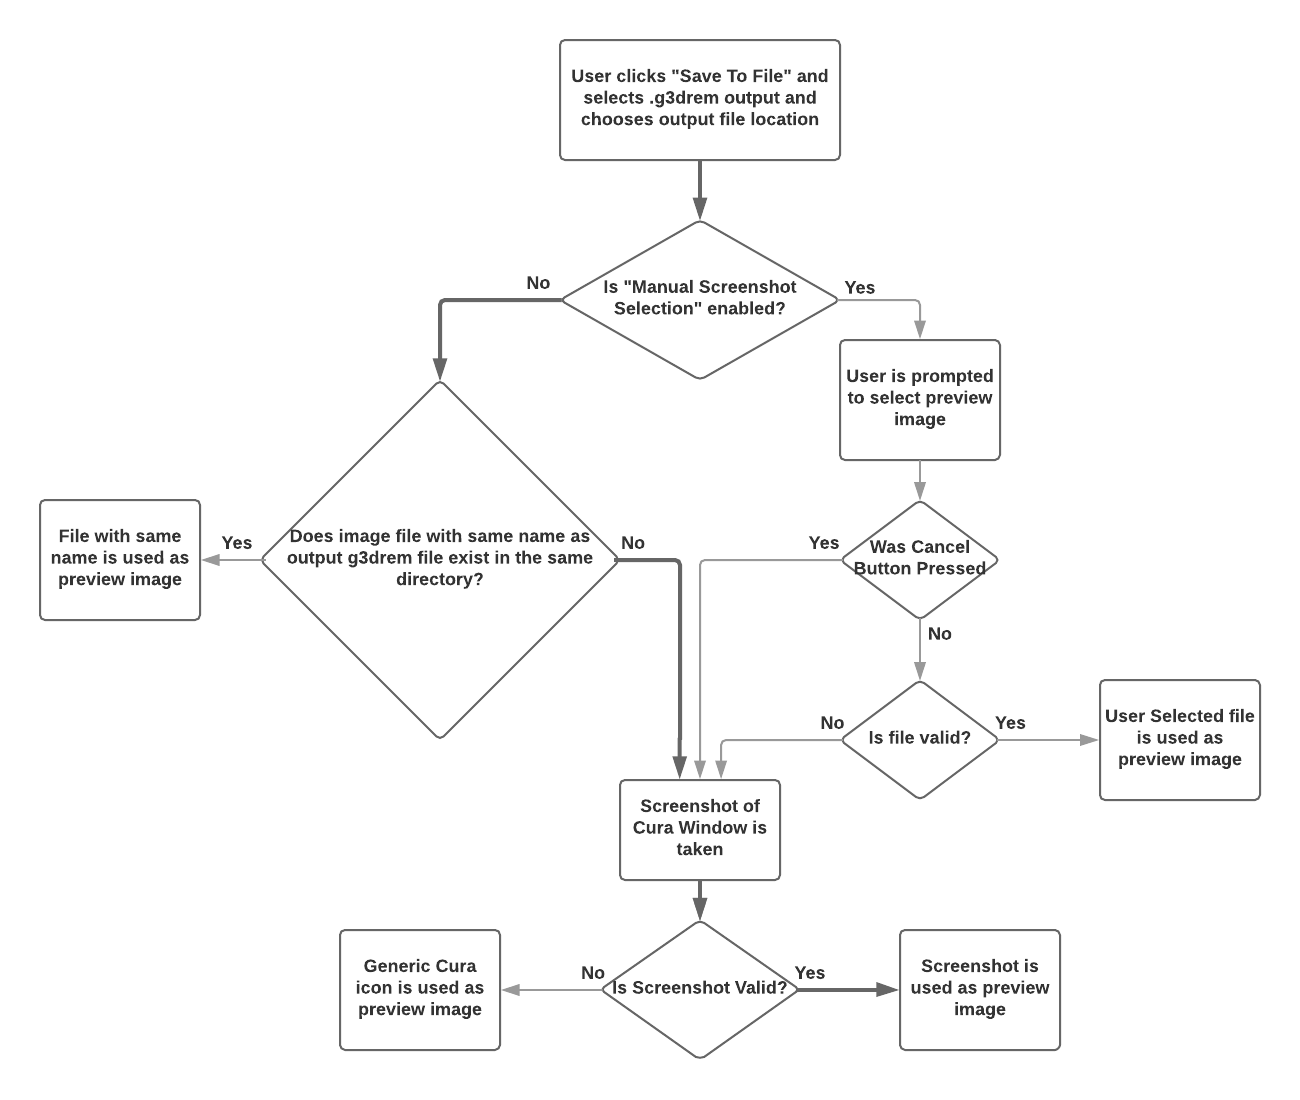 User clicks "Save To File" and
selects .g3drem output and
chooses output file location
No
Is "Manual Screenshot
Selection" enabled?
Yes
User is prompted
to select preview
image
File with same
name is used as
preview image
Yes
Does image file with same name as
output g3drem file exist in the same
directory?
No
Yes
Was Cancel
Button Pressed
No
No
Is file valid?
Yes
User Selected file
is used as
preview image
Screenshot of
Cura Window is
taken
Generic Cura
icon is used as
preview image
No
Is Screenshot Valid?
Yes
Screenshot is
used as preview
image